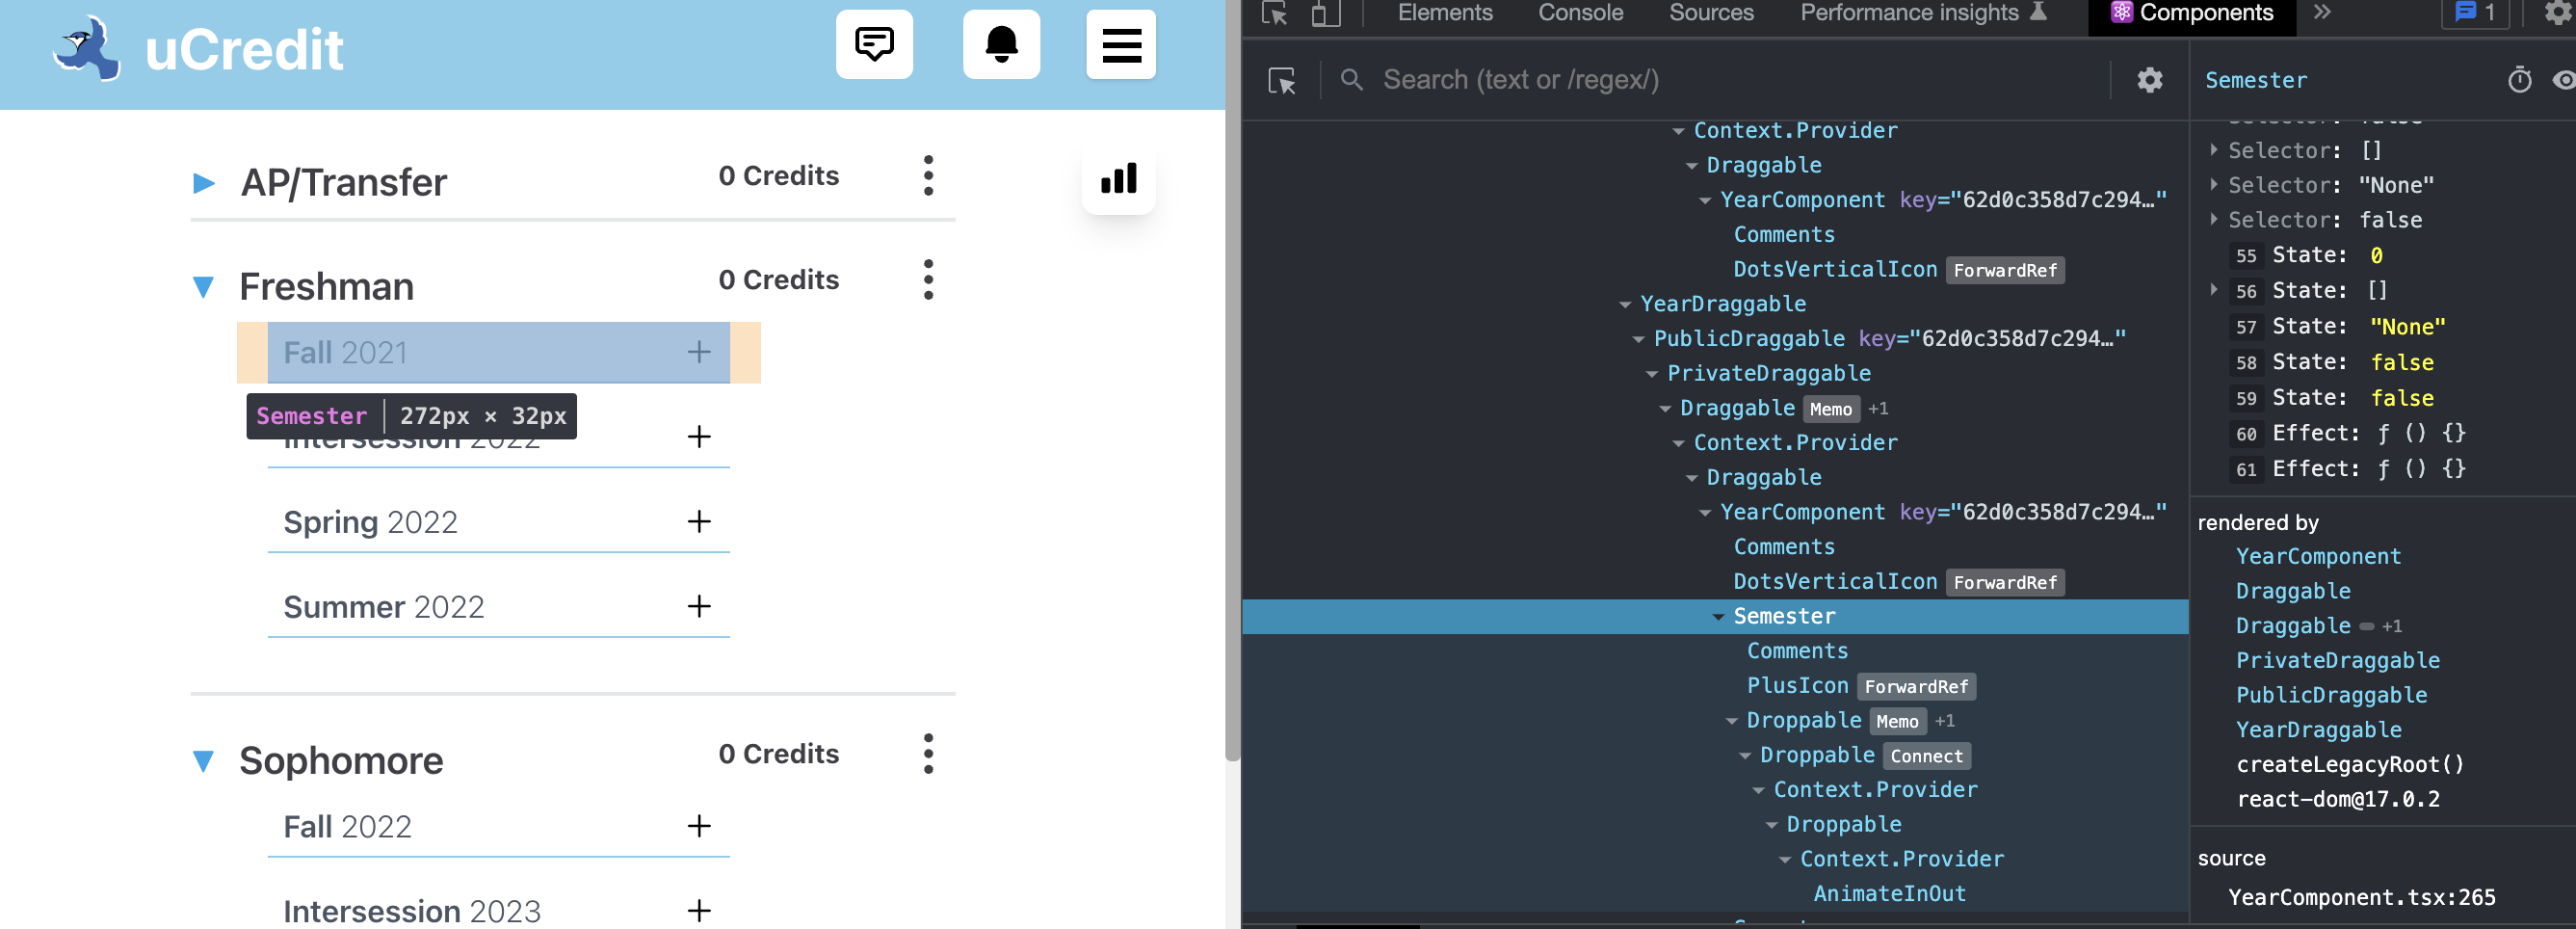 uCredit
AP/Transfer 0 Credits
Freshman 0 Credits
Fall 2021
Semester 272px × 32px
Intersession 2022
Spring 2022
Summer 2022
Sophomore 0 Credits
Fall 2022
Intersession 2023
Elements Console Sources Performance insights Components » 1
Search (text or /regex/)
Context.Provider
Draggable
YearComponent key="62d0c358d7c294…"
Comments
DotsVerticalIcon ForwardRef
YearDraggable
PublicDraggable key="62d0c358d7c294…"
PrivateDraggable
Draggable Memo +1
Context.Provider
Draggable
YearComponent key="62d0c358d7c294…"
Comments
DotsVerticalIcon ForwardRef
Semester
Comments
PlusIcon ForwardRef
Droppable Memo +1
Droppable Connect
Context.Provider
Droppable
Context.Provider
AnimateInOut
Semester
Selector: false
Selector: []
Selector: "None"
Selector: false
55 State: 0
56 State: []
57 State: "None"
58 State: false
59 State: false
60 Effect: ƒ () {}
61 Effect: ƒ () {}
rendered by
YearComponent
Draggable
Draggable +1
PrivateDraggable
PublicDraggable
YearDraggable
createLegacyRoot()
react-dom@17.0.2
source
YearComponent.tsx:265